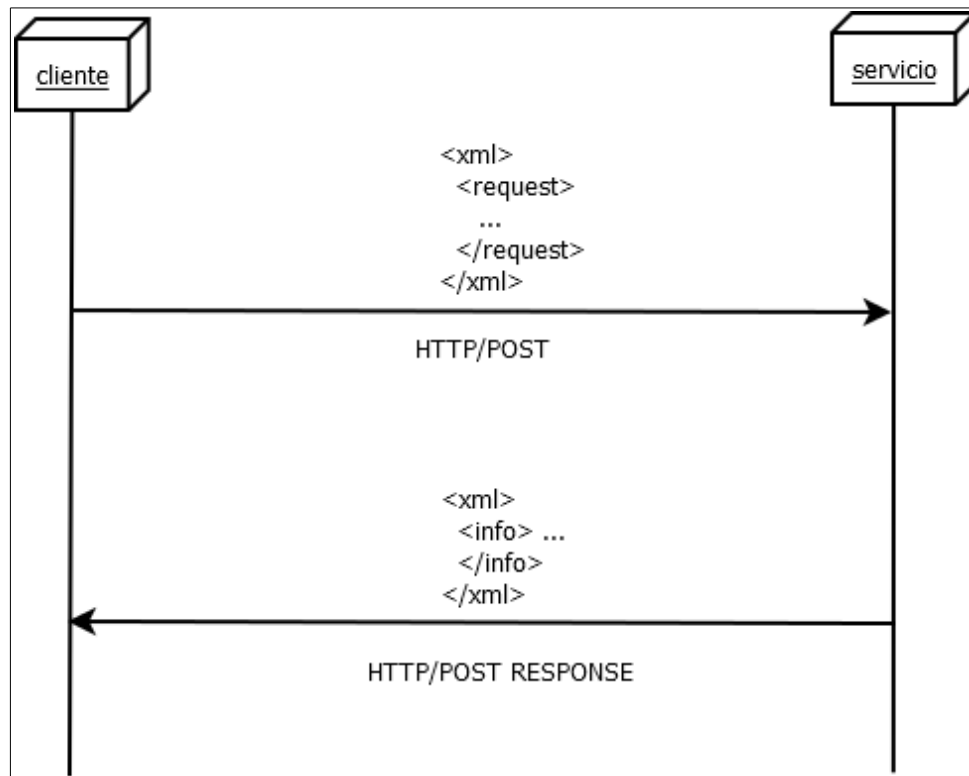 cliente
servicio
<xml>
<request>
...
</request>
</xml>
HTTP/POST
<xml>
<info> ...
</info>
</xml>
HTTP/POST RESPONSE